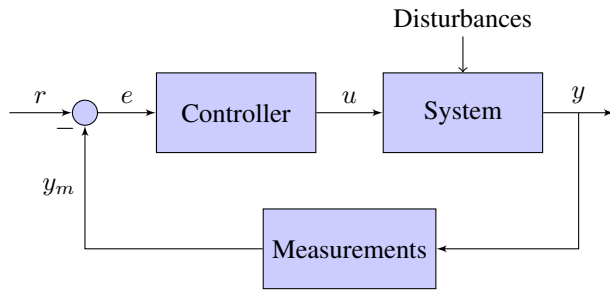 Disturbances
r
e
Controller
u
System
y
−
y_m
Measurements